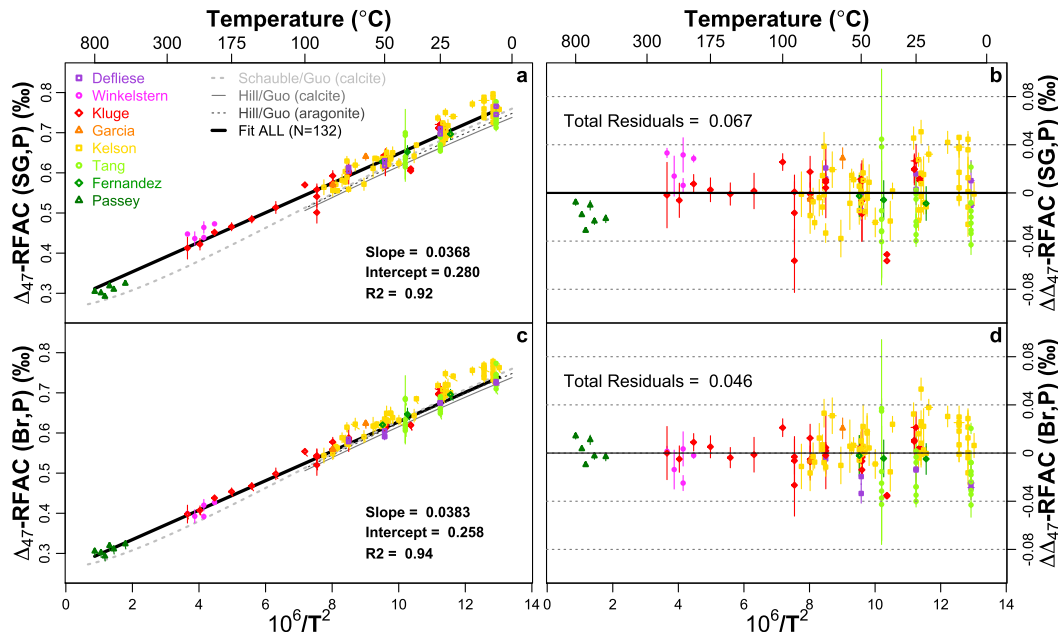 Temperature (°C)
800 300 175 100 50 25 0
a
Defliese
Winkelstern
Kluge
Garcia
Kelson
Tang
Fernandez
Passey
Schauble/Guo (calcite)
Hill/Guo (calcite)
Hill/Guo (aragonite)
Fit ALL (N=132)
Slope = 0.0368
Intercept = 0.280
R2 = 0.92
Δ47-RFAC (SG,P) (‰)
0.8
0.7
0.6
0.5
0.4
0.3
Temperature (°C)
800 300 175 100 50 25 0
b
Total Residuals = 0.067
0.08
0.04
0
-0.04
-0.08
ΔΔ47-RFAC (SG,P) (‰)
c
Slope = 0.0383
Intercept = 0.258
R2 = 0.94
Δ47-RFAC (Br,P) (‰)
0.8
0.7
0.6
0.5
0.4
0.3
0 2 4 6 8 10 12 14
10⁶/T²
d
Total Residuals = 0.046
0.08
0.04
0
-0.04
-0.08
ΔΔ47-RFAC (Br,P) (‰)
0 2 4 6 8 10 12 14
10⁶/T²